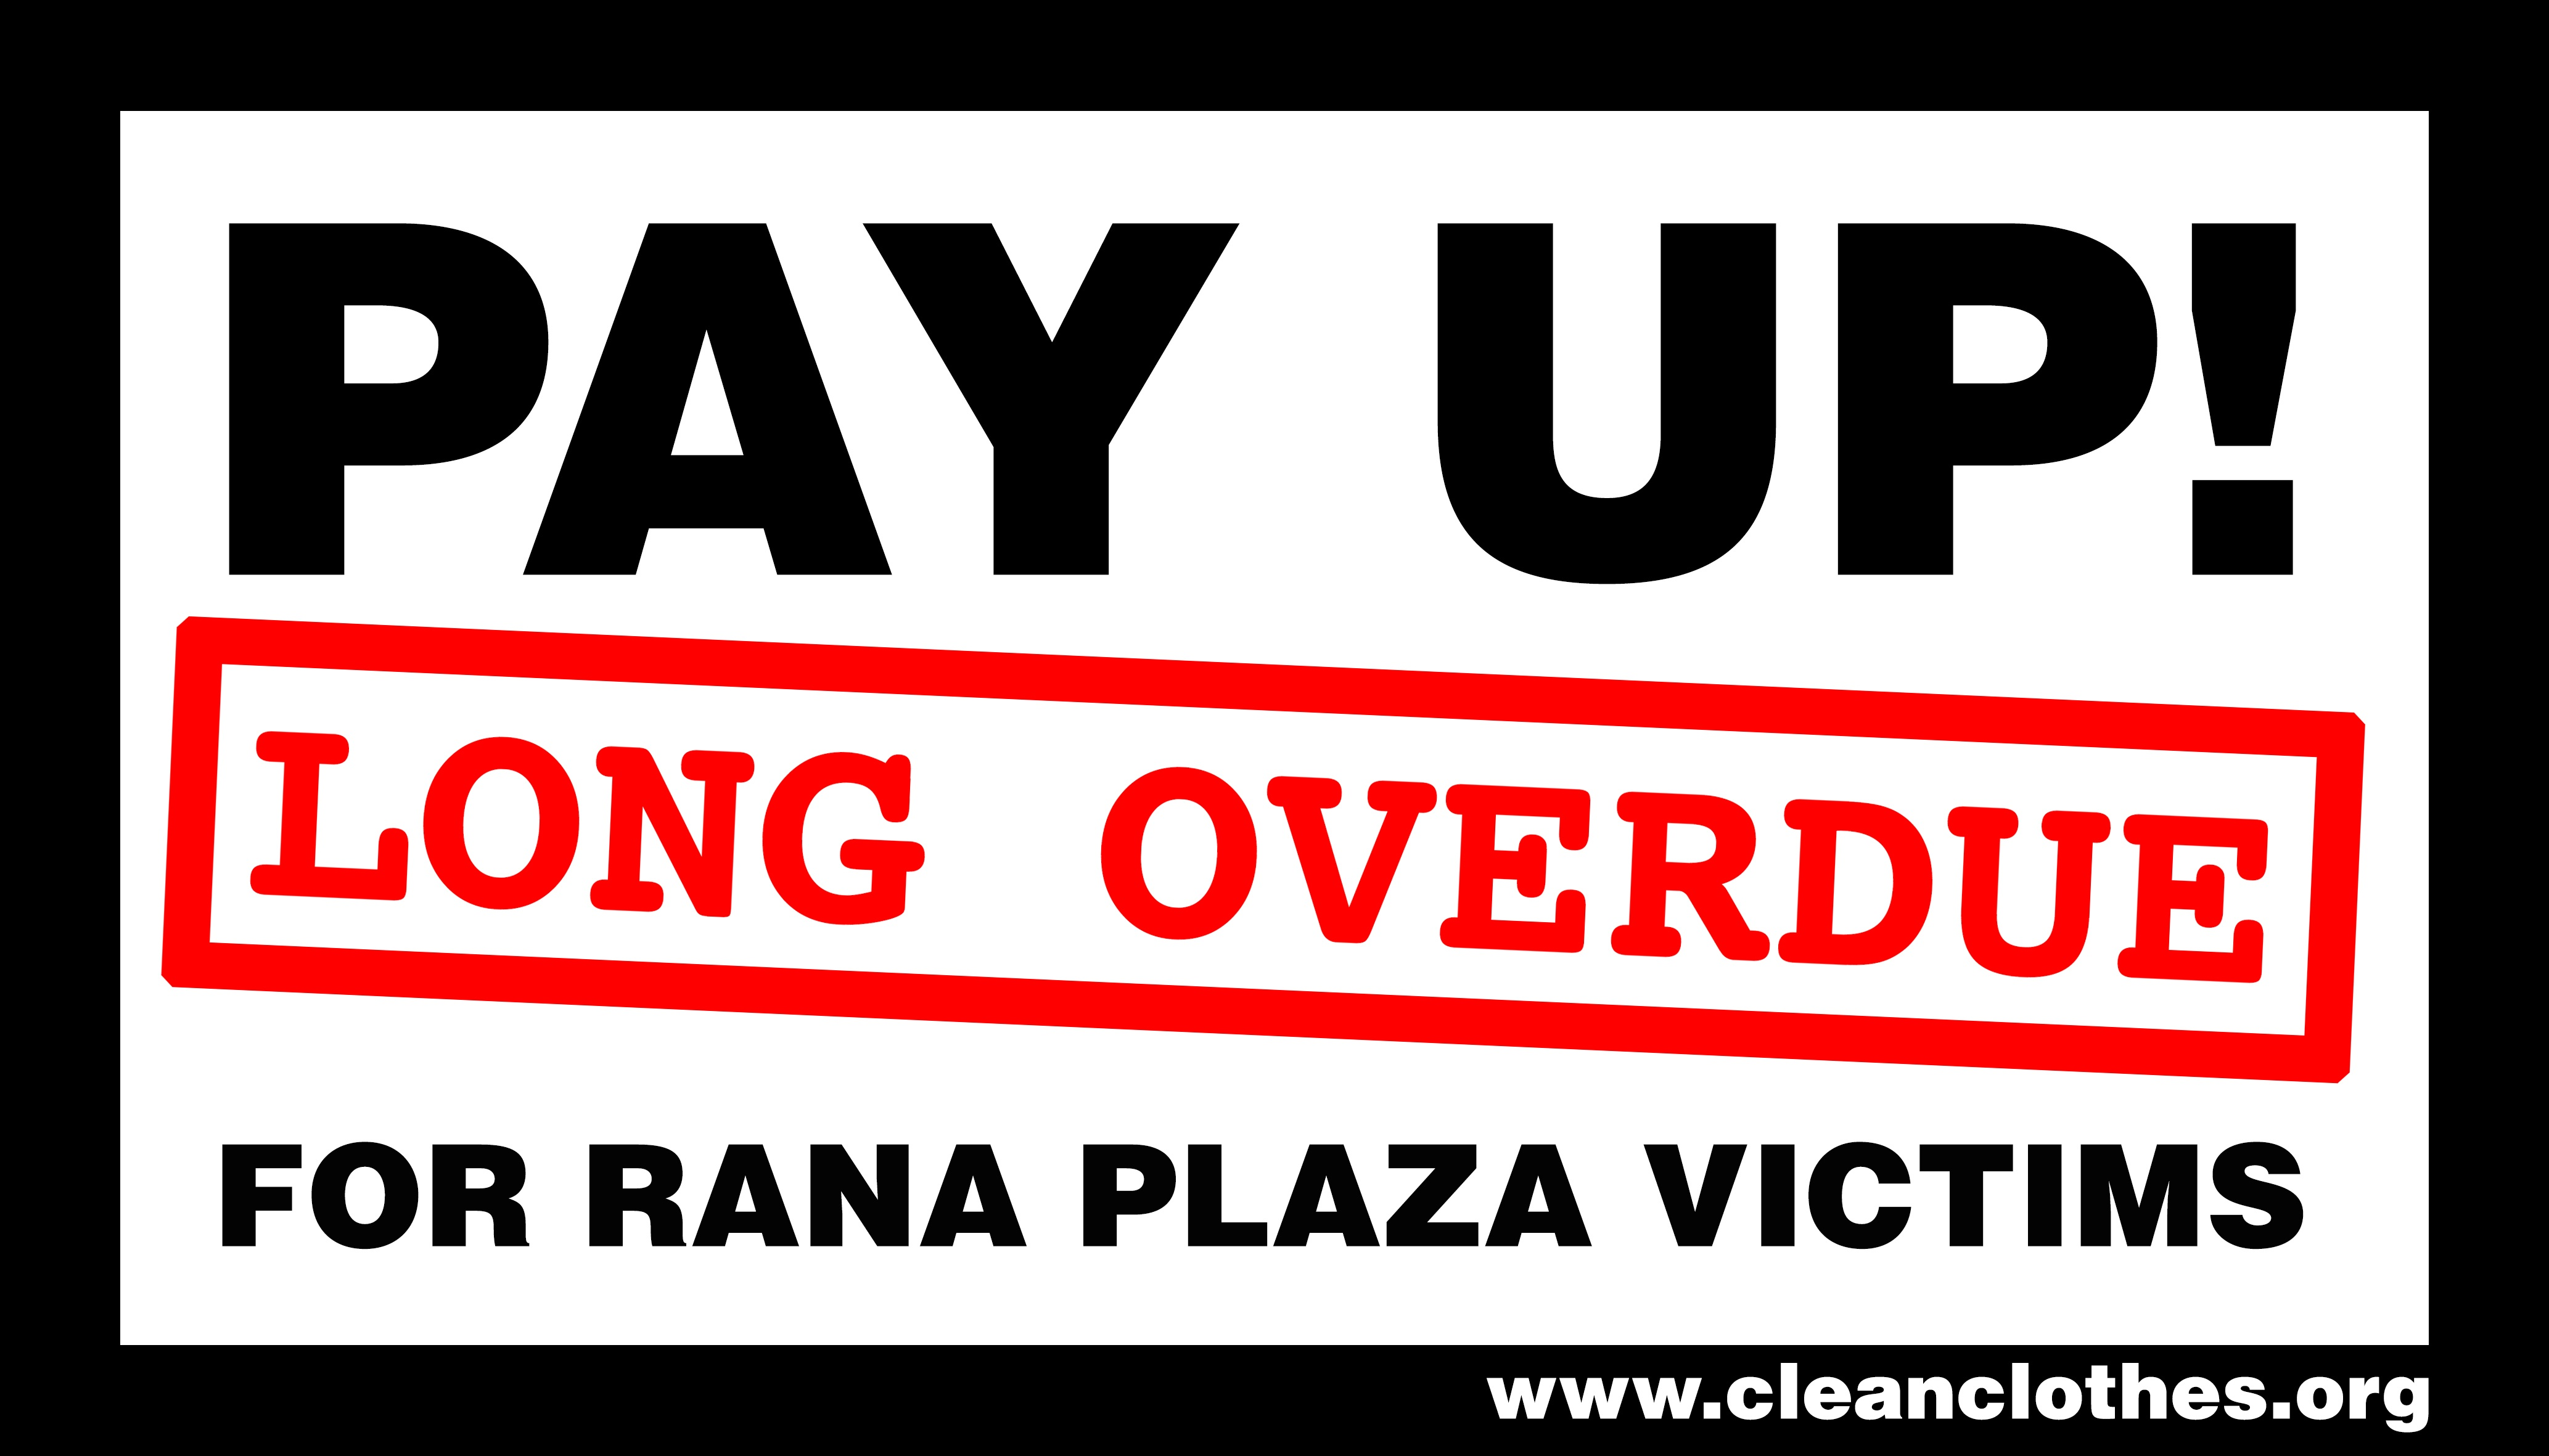 PAY UP!
LONG OVERDUE
FOR RANA PLAZA VICTIMS
www.cleanclothes.org